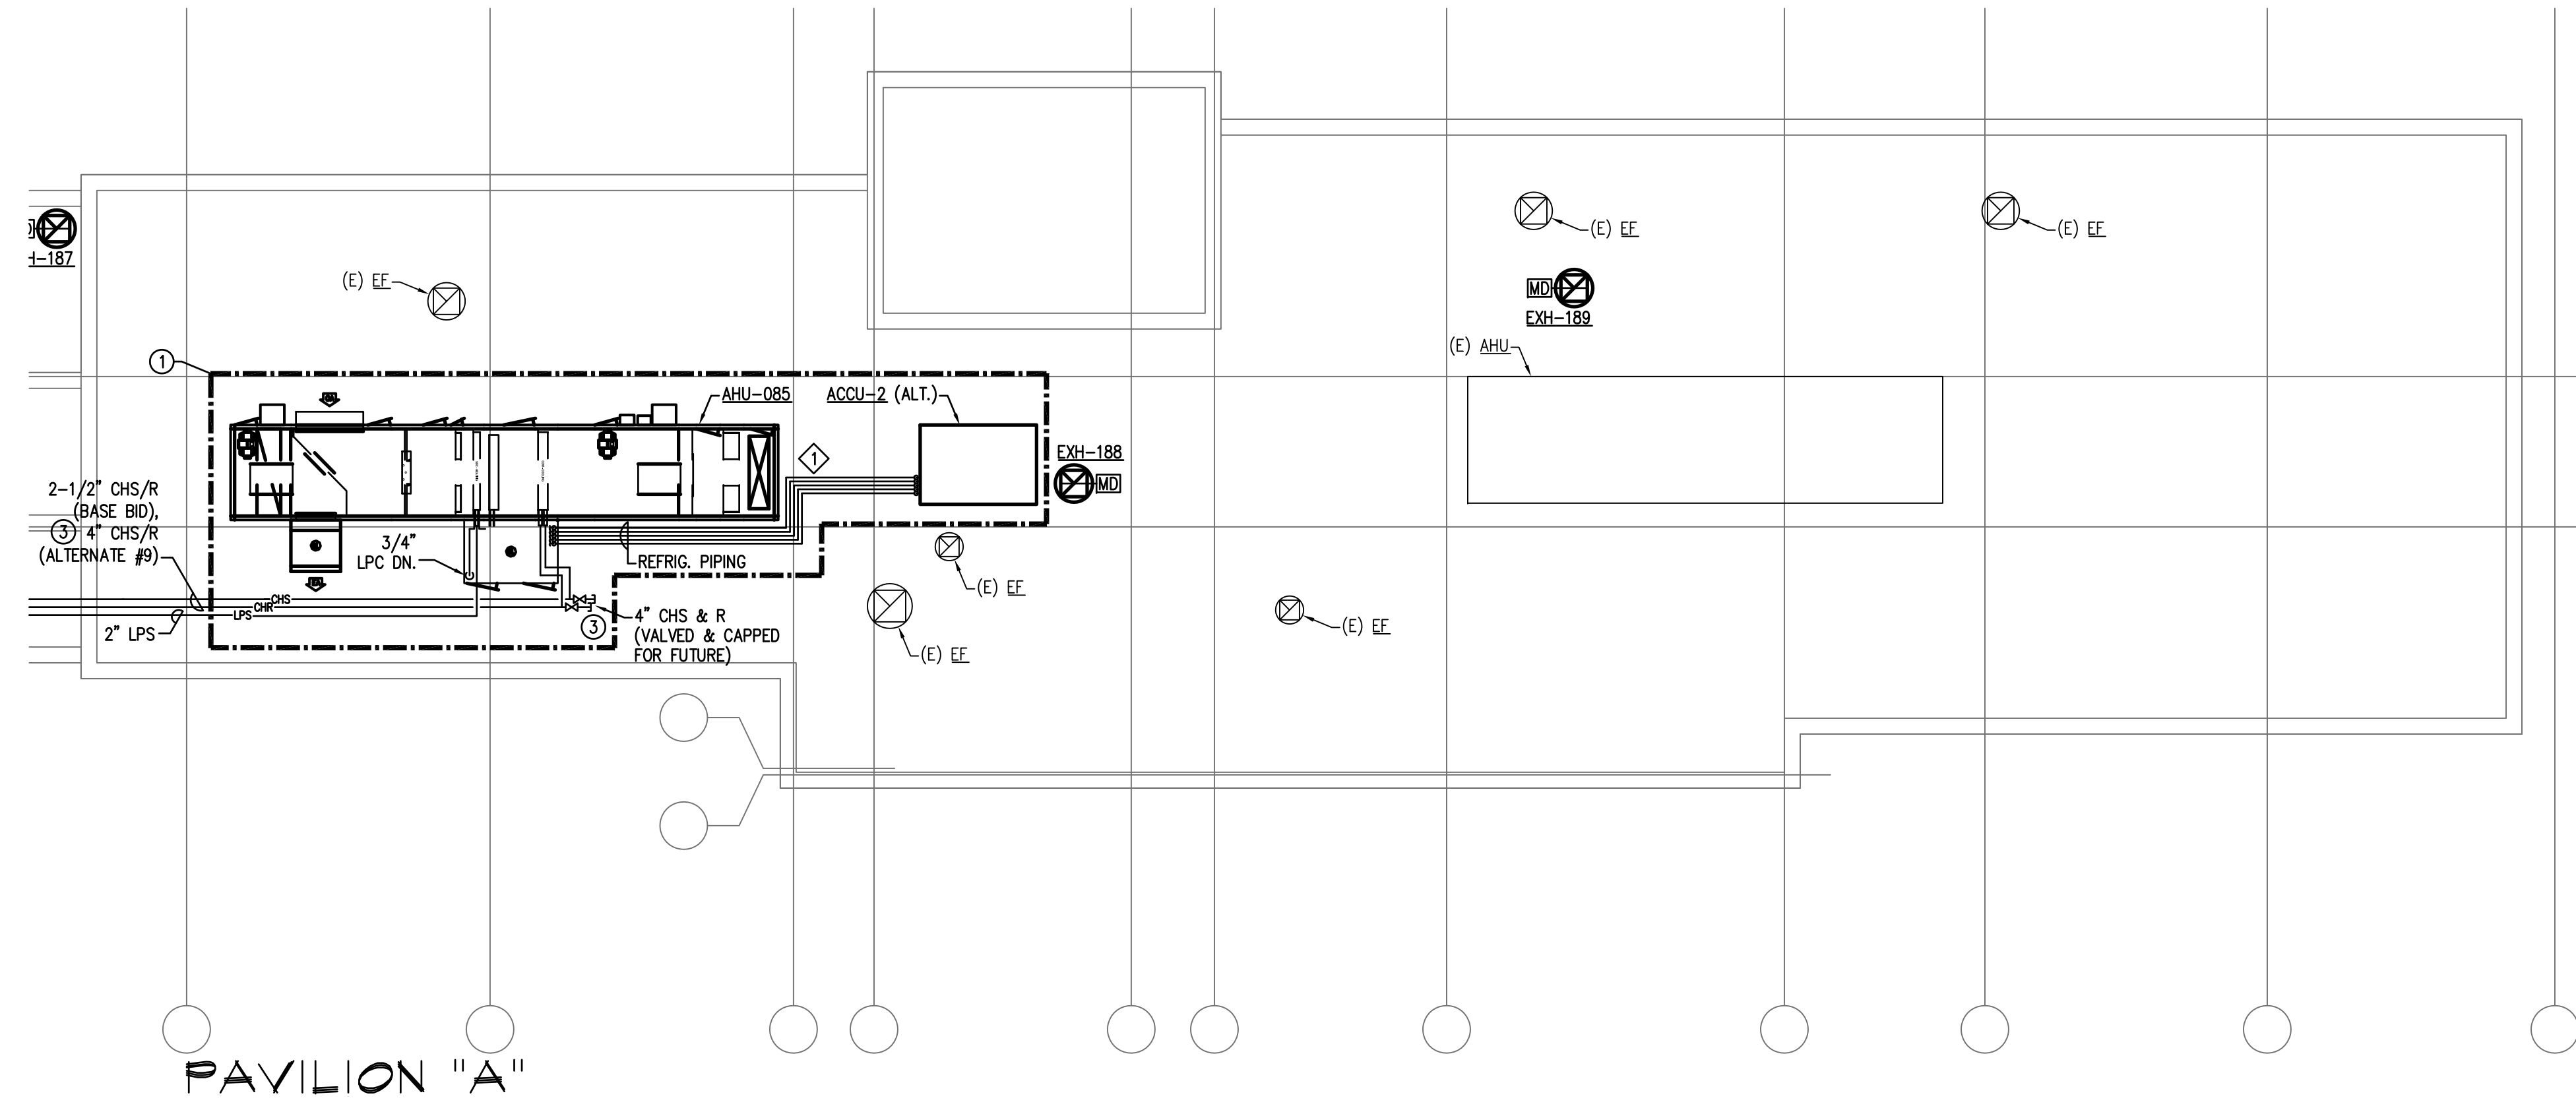 (E) EF
(E) EF
H-187
(E) EF
MD
EXH-189
(E) AHU
1
AHU-085
ACCU-2 (ALT.)
OA
EXH-188
MD
1
2-1/2" CHS/R
(BASE BID),
3 4" CHS/R
(ALTERNATE #9)
3/4"
LPC DN.
REFRIG. PIPING
EA
(E) EF
CHS
CHR
LPS
2" LPS
3
4" CHS & R
(VALVED & CAPPED
FOR FUTURE)
(E) EF
(E) EF
PAVILION "A"